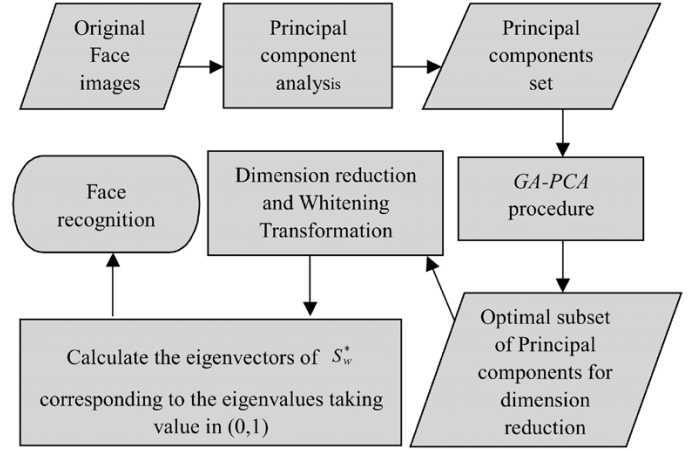 Original
Face
images
Principal
component
analysis
Principal
components
set
GA-PCA
procedure
Optimal subset
of Principal
components for
dimension
reduction
Dimension reduction
and Whitening
Transformation
Calculate the eigenvectors of S_w^*
corresponding to the eigenvalues taking
value in (0,1)
Face
recognition